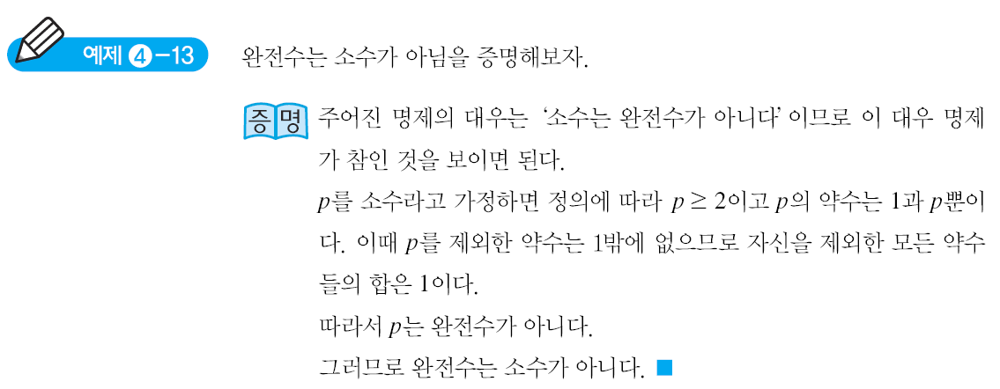 예제 4-13
완전수는 소수가 아님을 증명해보자.
증명 주어진 명제의 대우는 ‘소수는 완전수가 아니다’ 이므로 이 대우 명제
가 참인 것을 보이면 된다.
p를 소수라고 가정하면 정의에 따라 p ≥ 2이고 p의 약수는 1과 p뿐이
다. 이때 p를 제외한 약수는 1밖에 없으므로 자신을 제외한 모든 약수
들의 합은 1이다.
따라서 p는 완전수가 아니다.
그러므로 완전수는 소수가 아니다. ■